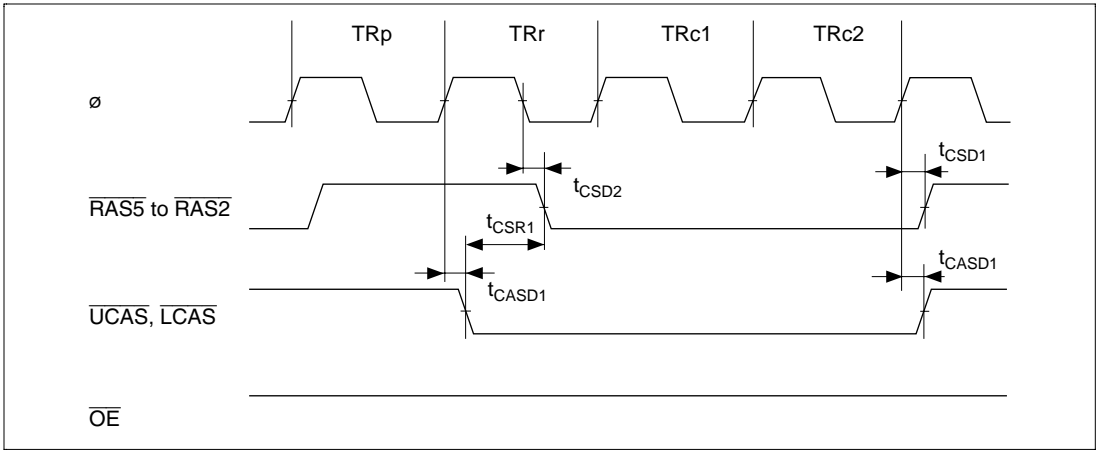 TRp TRr TRc1 TRc2
ø
tCSD1
tCSD2
RAS5 to RAS2
tCSR1
tCASD1
tCASD1
UCAS, LCAS
OE